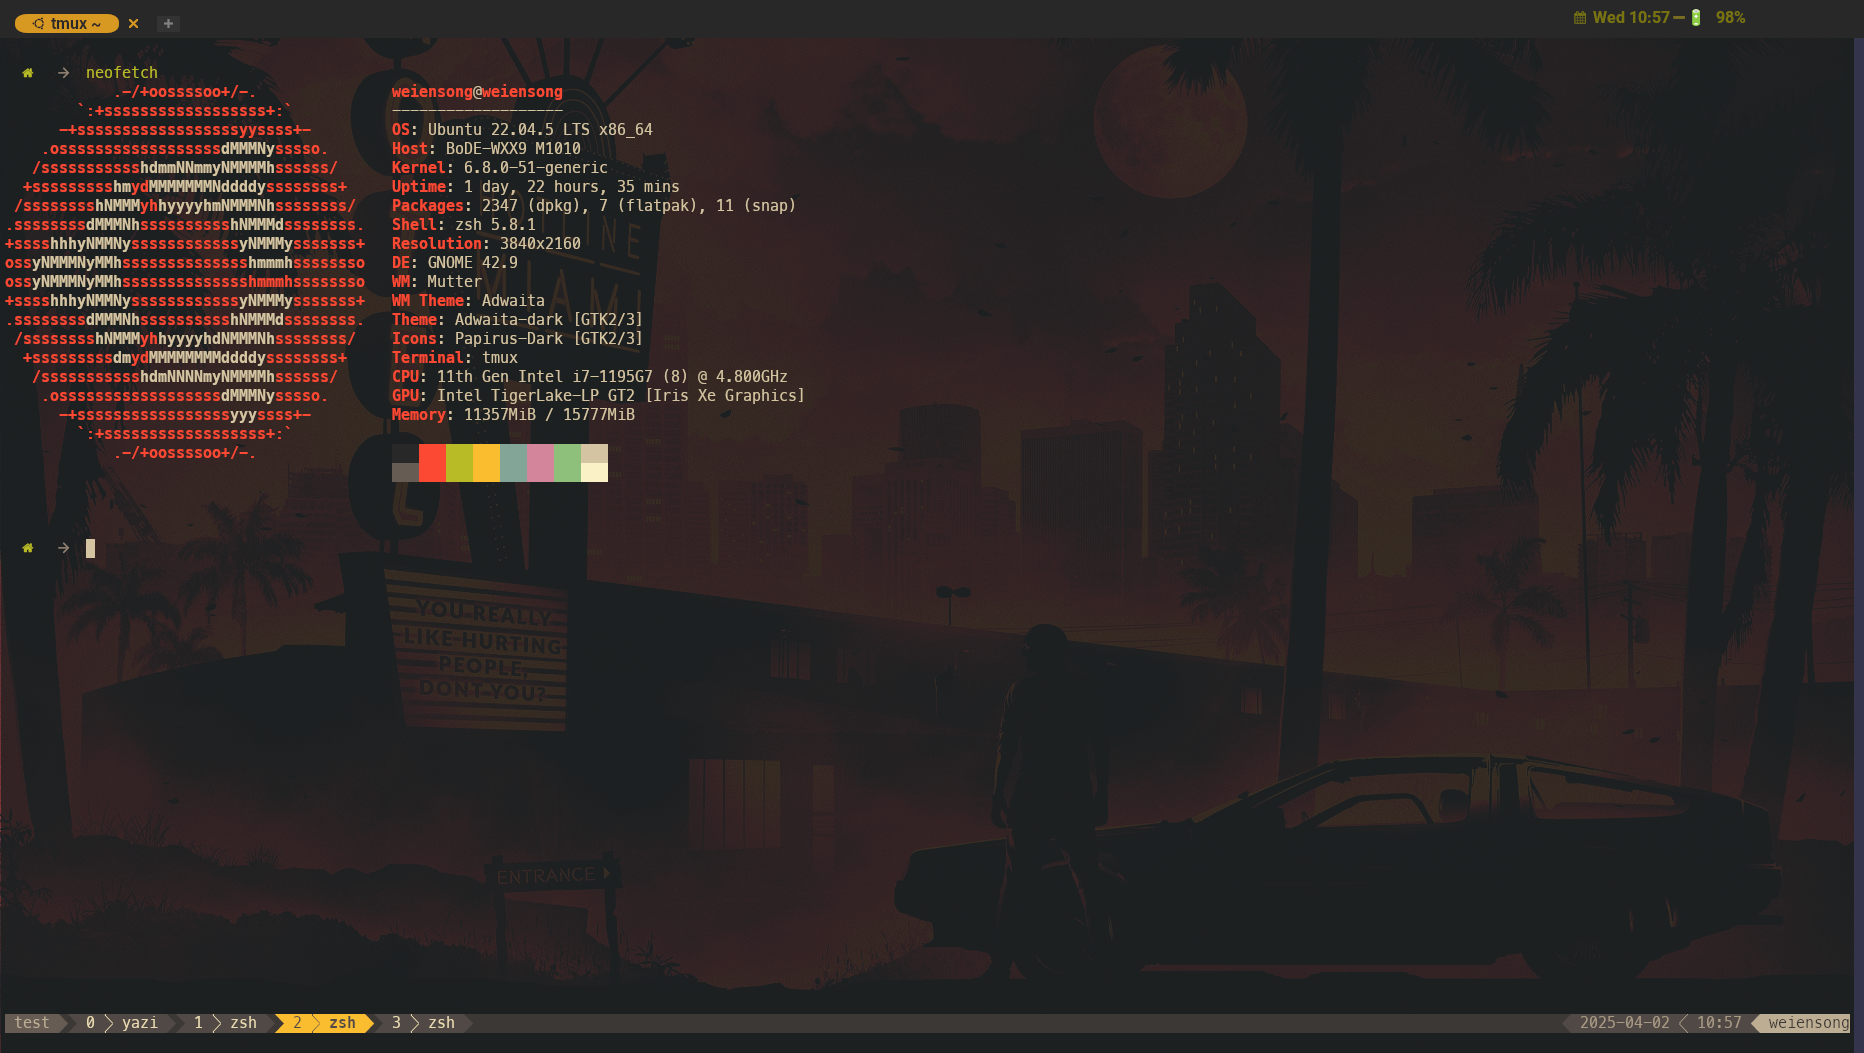 tmux ~ × +
Wed 10:57 98%
→ neofetch
.-/+oossssoo+/-.
`:+ssssssssssssssssss+:`
-+ssssssssssssssssssyyssss+-
.ossssssssssssssssssdMMMNysssso.
/ssssssssssshdmmNNmmyNMMMMhssssss/
+ssssssssshmydMMMMMMMNddddyssssssss+
/sssssssshNMMMyhhyyyyhmNMMMNhssssssss/
.ssssssssdMMMNhsssssssssshNMMMdssssssss.
+sssshhhyNMMNyssssssssssssyNMMMysssssss+
ossyNMMMNyMMhsssssssssssssshmmmhssssssso
ossyNMMMNyMMhsssssssssssssshmmmhssssssso
+sssshhhyNMMNyssssssssssssyNMMMysssssss+
.ssssssssdMMMNhsssssssssshNMMMdssssssss.
/sssssssshNMMMyhhyyyyhdNMMMNhssssssss/
+sssssssssdmydMMMMMMMMddddyssssssss+
/ssssssssssshdmNNNNmyNMMMMhssssss/
.ossssssssssssssssssdMMMNysssso.
-+sssssssssssssssssyyyssss+-
`:+ssssssssssssssssss+:`
.-/+oossssoo+/-.
weiensong@weiensong
-------------------
OS: Ubuntu 22.04.5 LTS x86_64
Host: BoDE-WXX9 M1010
Kernel: 6.8.0-51-generic
Uptime: 1 day, 22 hours, 35 mins
Packages: 2347 (dpkg), 7 (flatpak), 11 (snap)
Shell: zsh 5.8.1
Resolution: 3840x2160
DE: GNOME 42.9
WM: Mutter
WM Theme: Adwaita
Theme: Adwaita-dark [GTK2/3]
Icons: Papirus-Dark [GTK2/3]
Terminal: tmux
CPU: 11th Gen Intel i7-1195G7 (8) @ 4.800GHz
GPU: Intel TigerLake-LP GT2 [Iris Xe Graphics]
Memory: 11357MiB / 15777MiB
→
MIAMI
YOU REALLY
LIKE HURTING
PEOPLE,
DONT YOU?
ENTRANCE
test 0 yazi 1 zsh 2 zsh 3 zsh
2025-04-02 10:57 weiensong